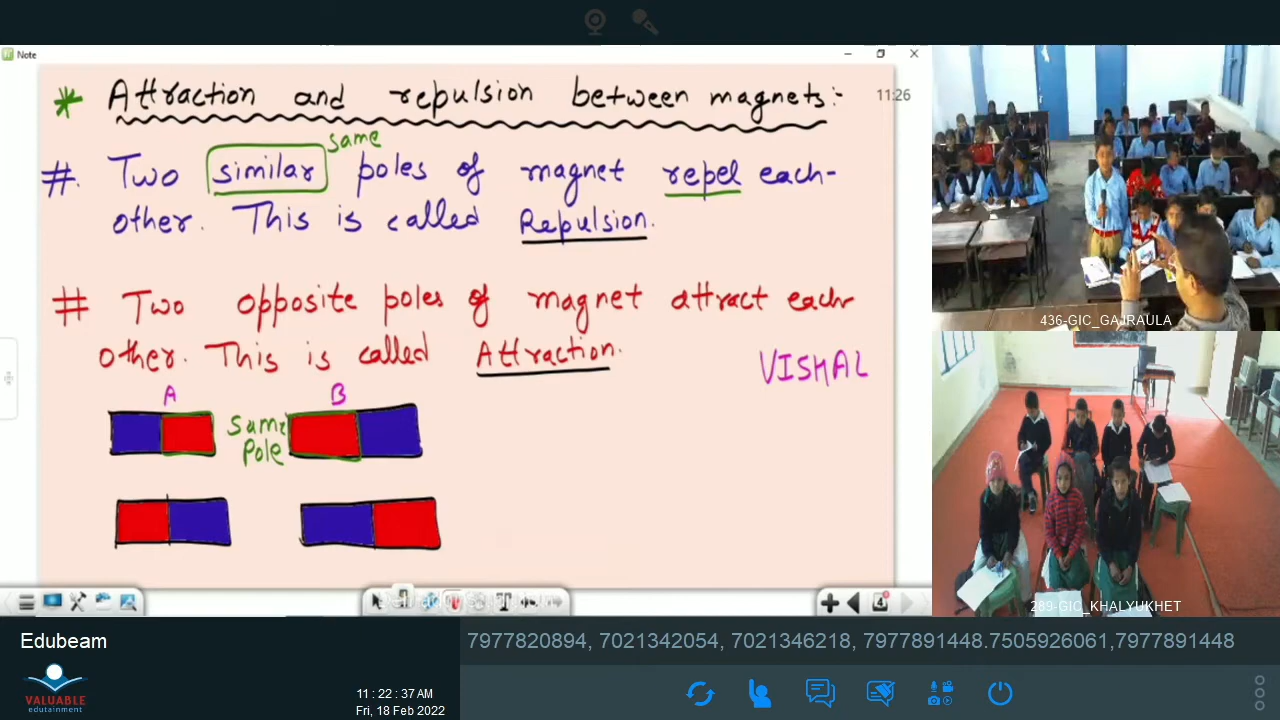 Note
* Attraction and repulsion between magnets:-
11:26
same
#. Two similar poles of magnet repel each-
other. This is called Repulsion.
# Two opposite poles of magnet attract each
other. This is called Attraction.
VISHAL
A B
Same
Pole
4
436-GIC_GAJRAULA
289-GIC_KHALYUKHET
Edubeam
7977820894, 7021342054, 7021346218, 7977891448.7505926061,7977891448
VALUABLE
edutainment
11 : 22 : 37 AM
Fri, 18 Feb 2022